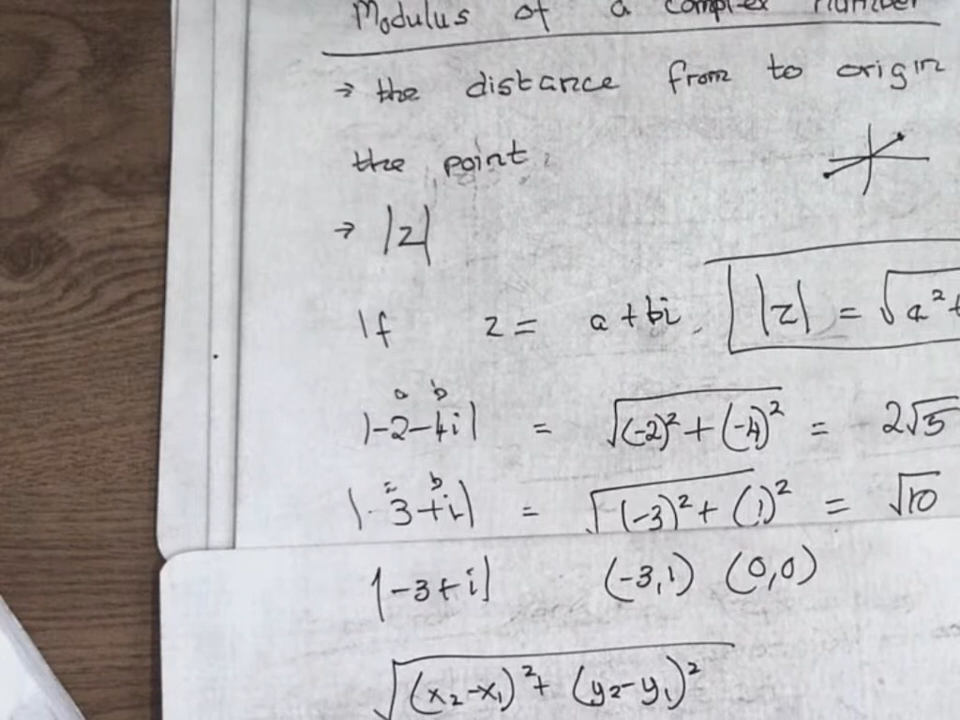 Modulus of a complex number
→ the distance from to origin
the point.
→ |z|
If z = a + bi. |z| = √a²+
a b
|-2-4i| = √(-2)² + (-4)² = 2√5
a b
|-3+i| = √(-3)² + (1)² = √10
|-3+i| (-3,1) (0,0)
√(x₂-x₁)² + (y₂-y₁)²